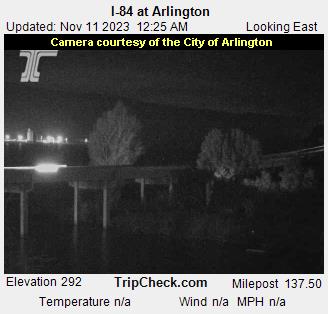 I-84 at Arlington
Updated: Nov 11 2023 12:25 AM Looking East
Camera courtesy of the City of Arlington
Elevation 292 TripCheck.com Milepost 137.50
Temperature n/a Wind n/a MPH n/a